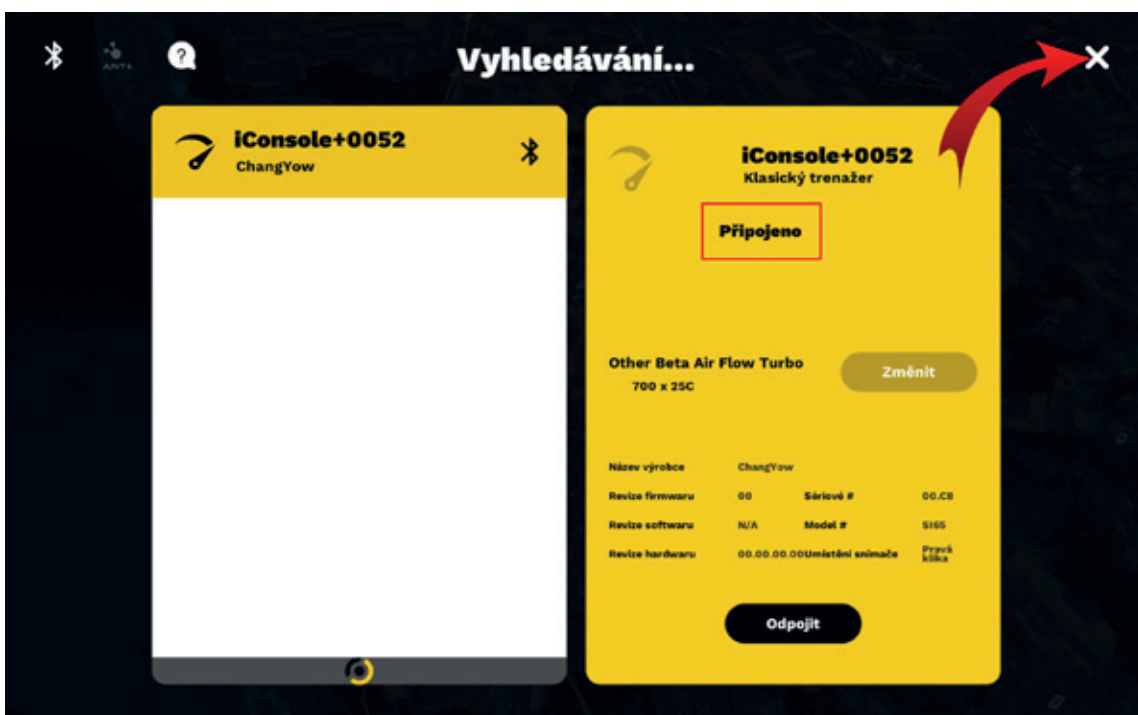 ANT+
?
Vyhledávání...
iConsole+0052
ChangYow
iConsole+0052
Klasický trenažer
Připojeno
Other Beta Air Flow Turbo
700 x 25C
Změnit
Název výrobce ChangYow
Revize firmwaru 00 Sériové # 00.C8
Revize softwaru N/A Model # SI65
Revize hardwaru 00.00.00.00 Umístění snímače Pravá
klika
Odpojit